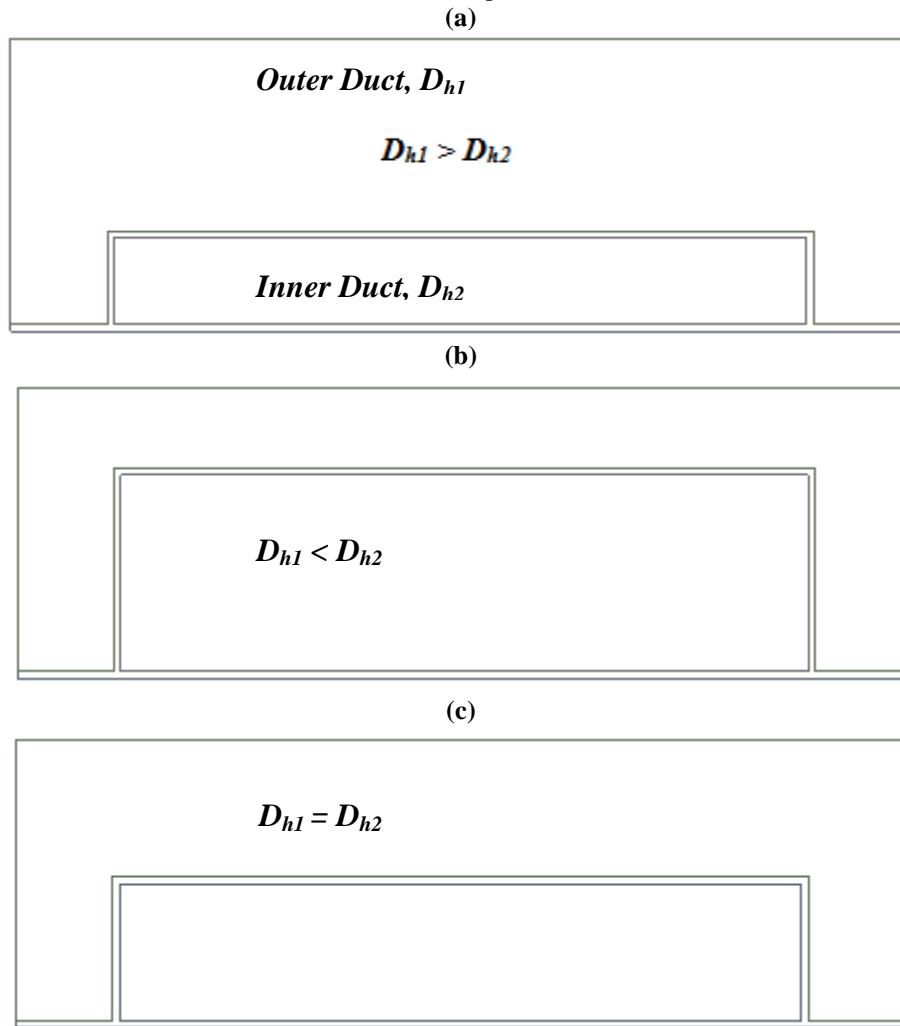 (a)
Outer Duct, Dh1
Dh1 > Dh2
Inner Duct, Dh2
(b)
Dh1 < Dh2
(c)
Dh1 = Dh2